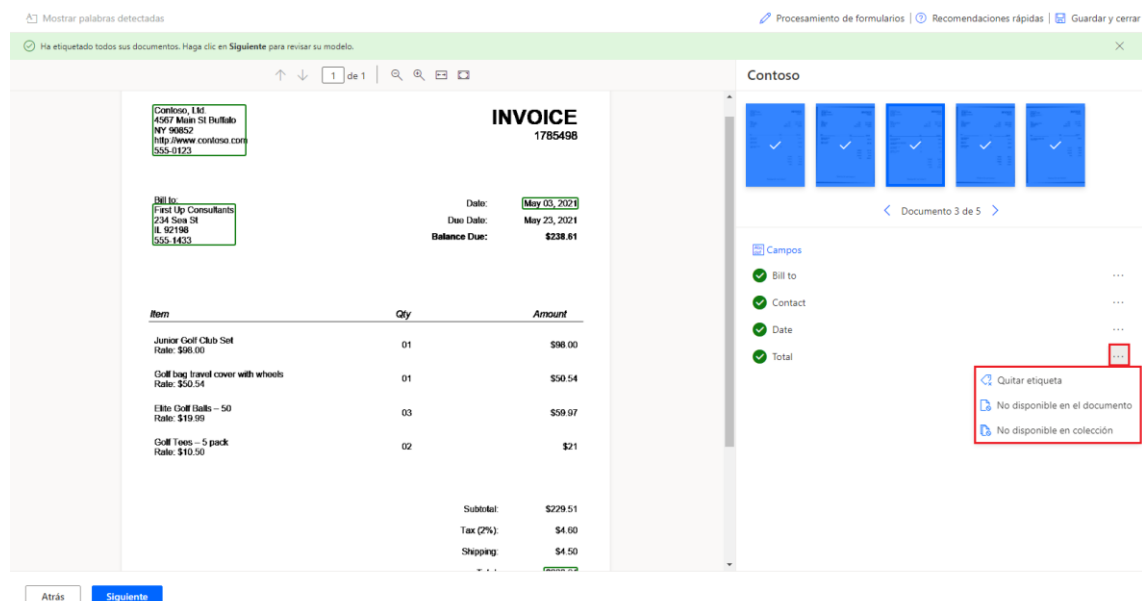 Mostrar palabras detectadas
Procesamiento de formularios | Recomendaciones rápidas | Guardar y cerrar
Ha etiquetado todos sus documentos. Haga clic en Siguiente para revisar su modelo.
1 de 1
Contoso
Contoso, Ltd.
4567 Main St Buffalo
NY 90852
http://www.contoso.com
555-0123
INVOICE
1785498
Bill to:
First Up Consultants
234 Sea St
IL 92198
555-1433
Date: May 03, 2021
Due Date: May 23, 2021
Balance Due: $238.61
Item Qty Amount
Junior Golf Club Set
Rate: $98.00
01 $98.00
Golf bag travel cover with wheels
Rate: $50.54
01 $50.54
Elite Golf Balls – 50
Rate: $19.99
03 $59.97
Golf Tees – 5 pack
Rate: $10.50
02 $21
Subtotal: $229.51
Tax (2%): $4.60
Shipping: $4.50
Documento 3 de 5
Campos
Bill to
Contact
Date
Total
Quitar etiqueta
No disponible en el documento
No disponible en colección
Atrás
Siguiente